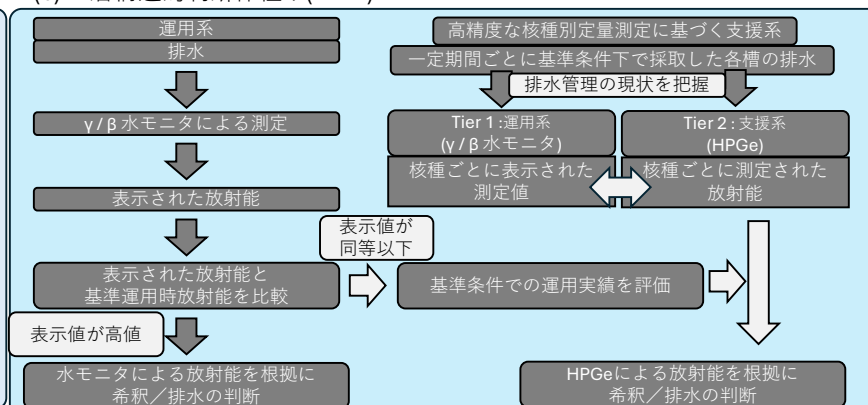 運用系
排水
γ / β 水モニタによる測定
表示された放射能
表示された放射能と
基準運用時放射能を比較
表示値が高値
水モニタによる放射能を根拠に
希釈／排水の判断
表示値が
同等以下
基準条件での運用実績を評価
高精度な核種別定量測定に基づく支援系
一定期間ごとに基準条件下で採取した各槽の排水
排水管理の現状を把握
Tier 1 :運用系
(γ / β 水モニタ)
核種ごとに表示された
測定値
Tier 2 : 支援系
(HPGe)
核種ごとに測定された
放射能
HPGeによる放射能を根拠に
希釈／排水の判断